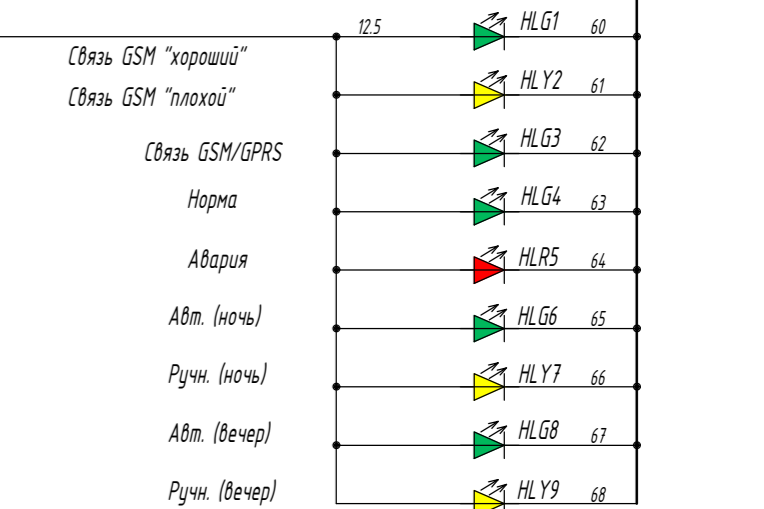 12.5 HLG1 60
Связь GSM "хороший"
HLY2 61
Связь GSM "плохой"
HLG3 62
Связь GSM/GPRS
Норма HLG4 63
Авария HLR5 64
Авт. (ночь) HLG6 65
Ручн. (ночь) HLY7 66
Авт. (вечер) HLG8 67
Ручн. (вечер) HLY9 68